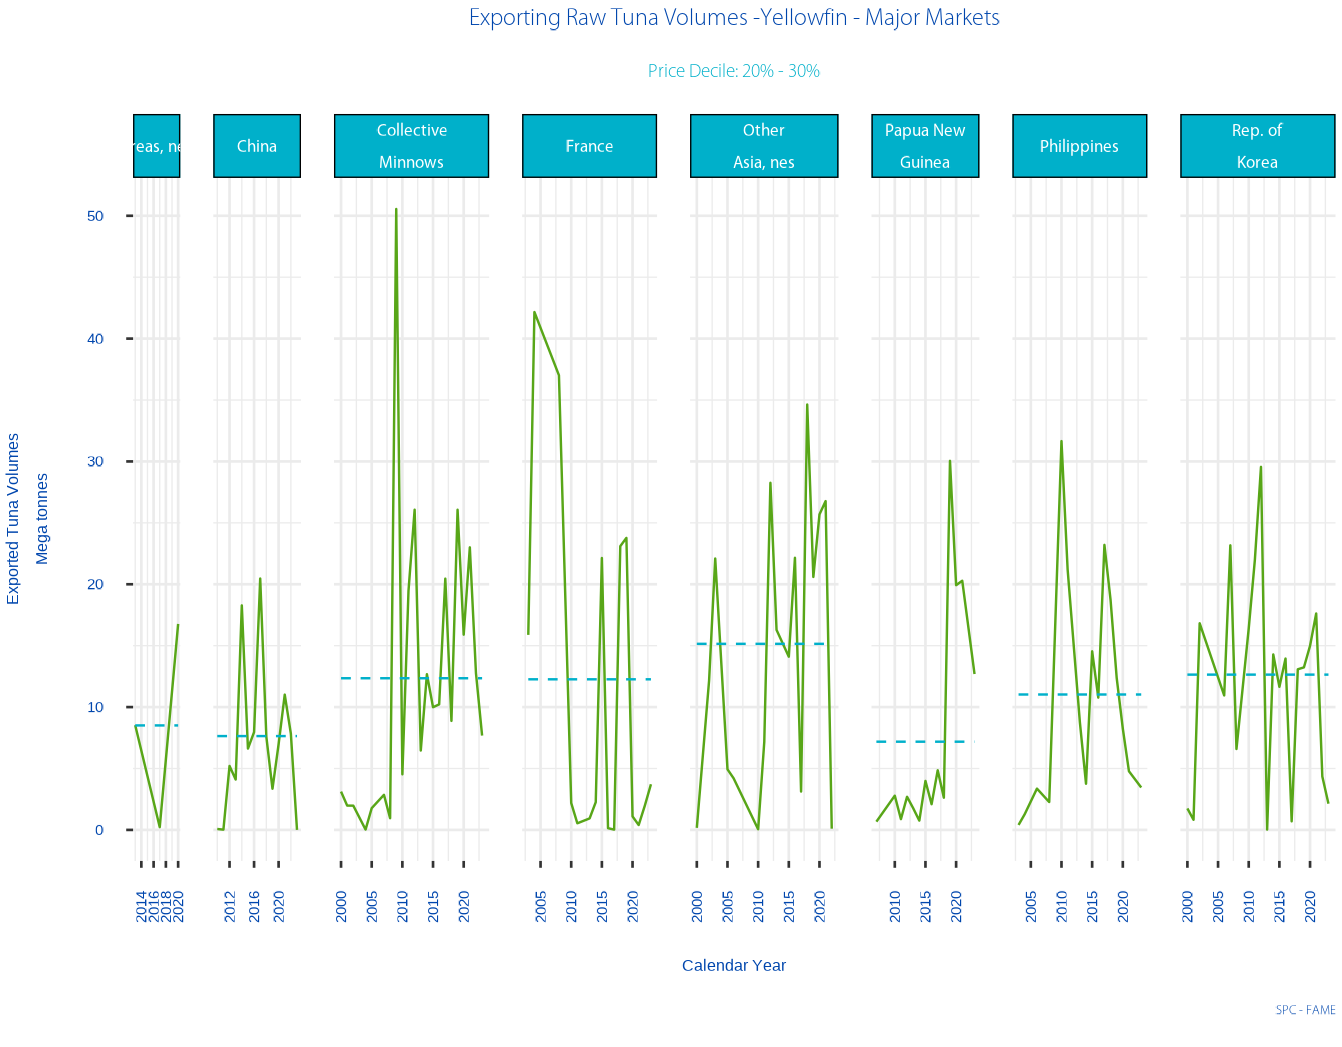 Exporting Raw Tuna Volumes -Yellowfin - Major Markets
Price Decile: 20% - 30%
China
Collective
Minnows
France
Other
Asia, nes
Papua New
Guinea
Philippines
Rep. of
Korea
Exported Tuna Volumes
Mega tonnes
50
40
30
20
10
0
2014 2016 2018 2020
2012 2016 2020
2000 2005 2010 2015 2020
2005 2010 2015 2020
2000 2005 2010 2015 2020
2010 2015 2020
2005 2010 2015 2020
2000 2005 2010 2015 2020
Calendar Year
SPC - FAME